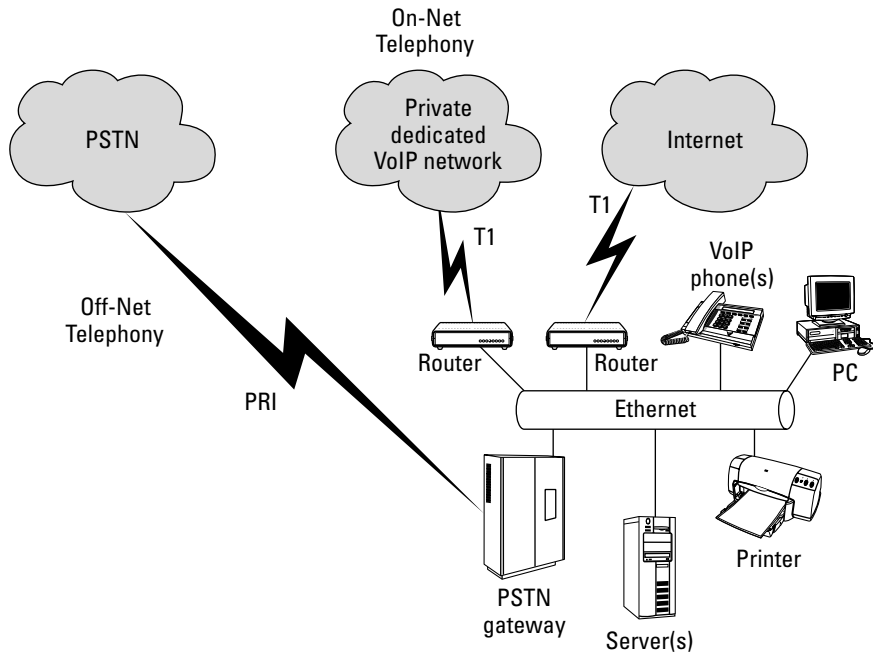 On-Net
Telephony
PSTN
Private
dedicated
VoIP network
Internet
T1
T1
VoIP
phone(s)
Off-Net
Telephony
Router
Router
PC
PRI
Ethernet
PSTN
gateway
Server(s)
Printer